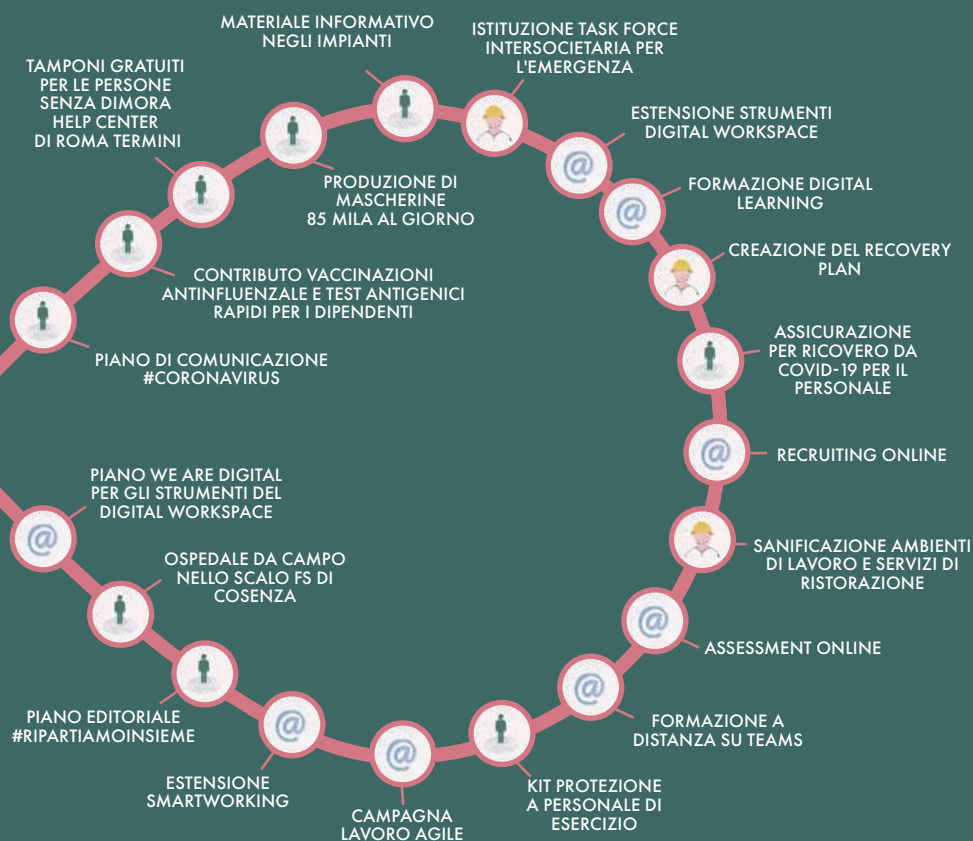 MATERIALE INFORMATIVO
NEGLI IMPIANTI
ISTITUZIONE TASK FORCE
INTERSOCIETARIA PER
L'EMERGENZA
TAMPONI GRATUITI
PER LE PERSONE
SENZA DIMORA
HELP CENTER
DI ROMA TERMINI
ESTENSIONE STRUMENTI
DIGITAL WORKSPACE
PRODUZIONE DI
MASCHERINE
85 MILA AL GIORNO
FORMAZIONE DIGITAL
LEARNING
CREAZIONE DEL RECOVERY
PLAN
CONTRIBUTO VACCINAZIONI
ANTINFLUENZALE E TEST ANTIGENICI
RAPIDI PER I DIPENDENTI
PIANO DI COMUNICAZIONE
#CORONAVIRUS
ASSICURAZIONE
PER RICOVERO DA
COVID-19 PER IL
PERSONALE
RECRUITING ONLINE
PIANO WE ARE DIGITAL
PER GLI STRUMENTI DEL
DIGITAL WORKSPACE
SANIFICAZIONE AMBIENTI
DI LAVORO E SERVIZI DI
RISTORAZIONE
OSPEDALE DA CAMPO
NELLO SCALO FS DI
COSENZA
ASSESSMENT ONLINE
PIANO EDITORIALE
#RIPARTIAMOINSIEME
FORMAZIONE A
DISTANZA SU TEAMS
ESTENSIONE
SMARTWORKING
KIT PROTEZIONE
A PERSONALE DI
ESERCIZIO
CAMPAGNA
LAVORO AGILE